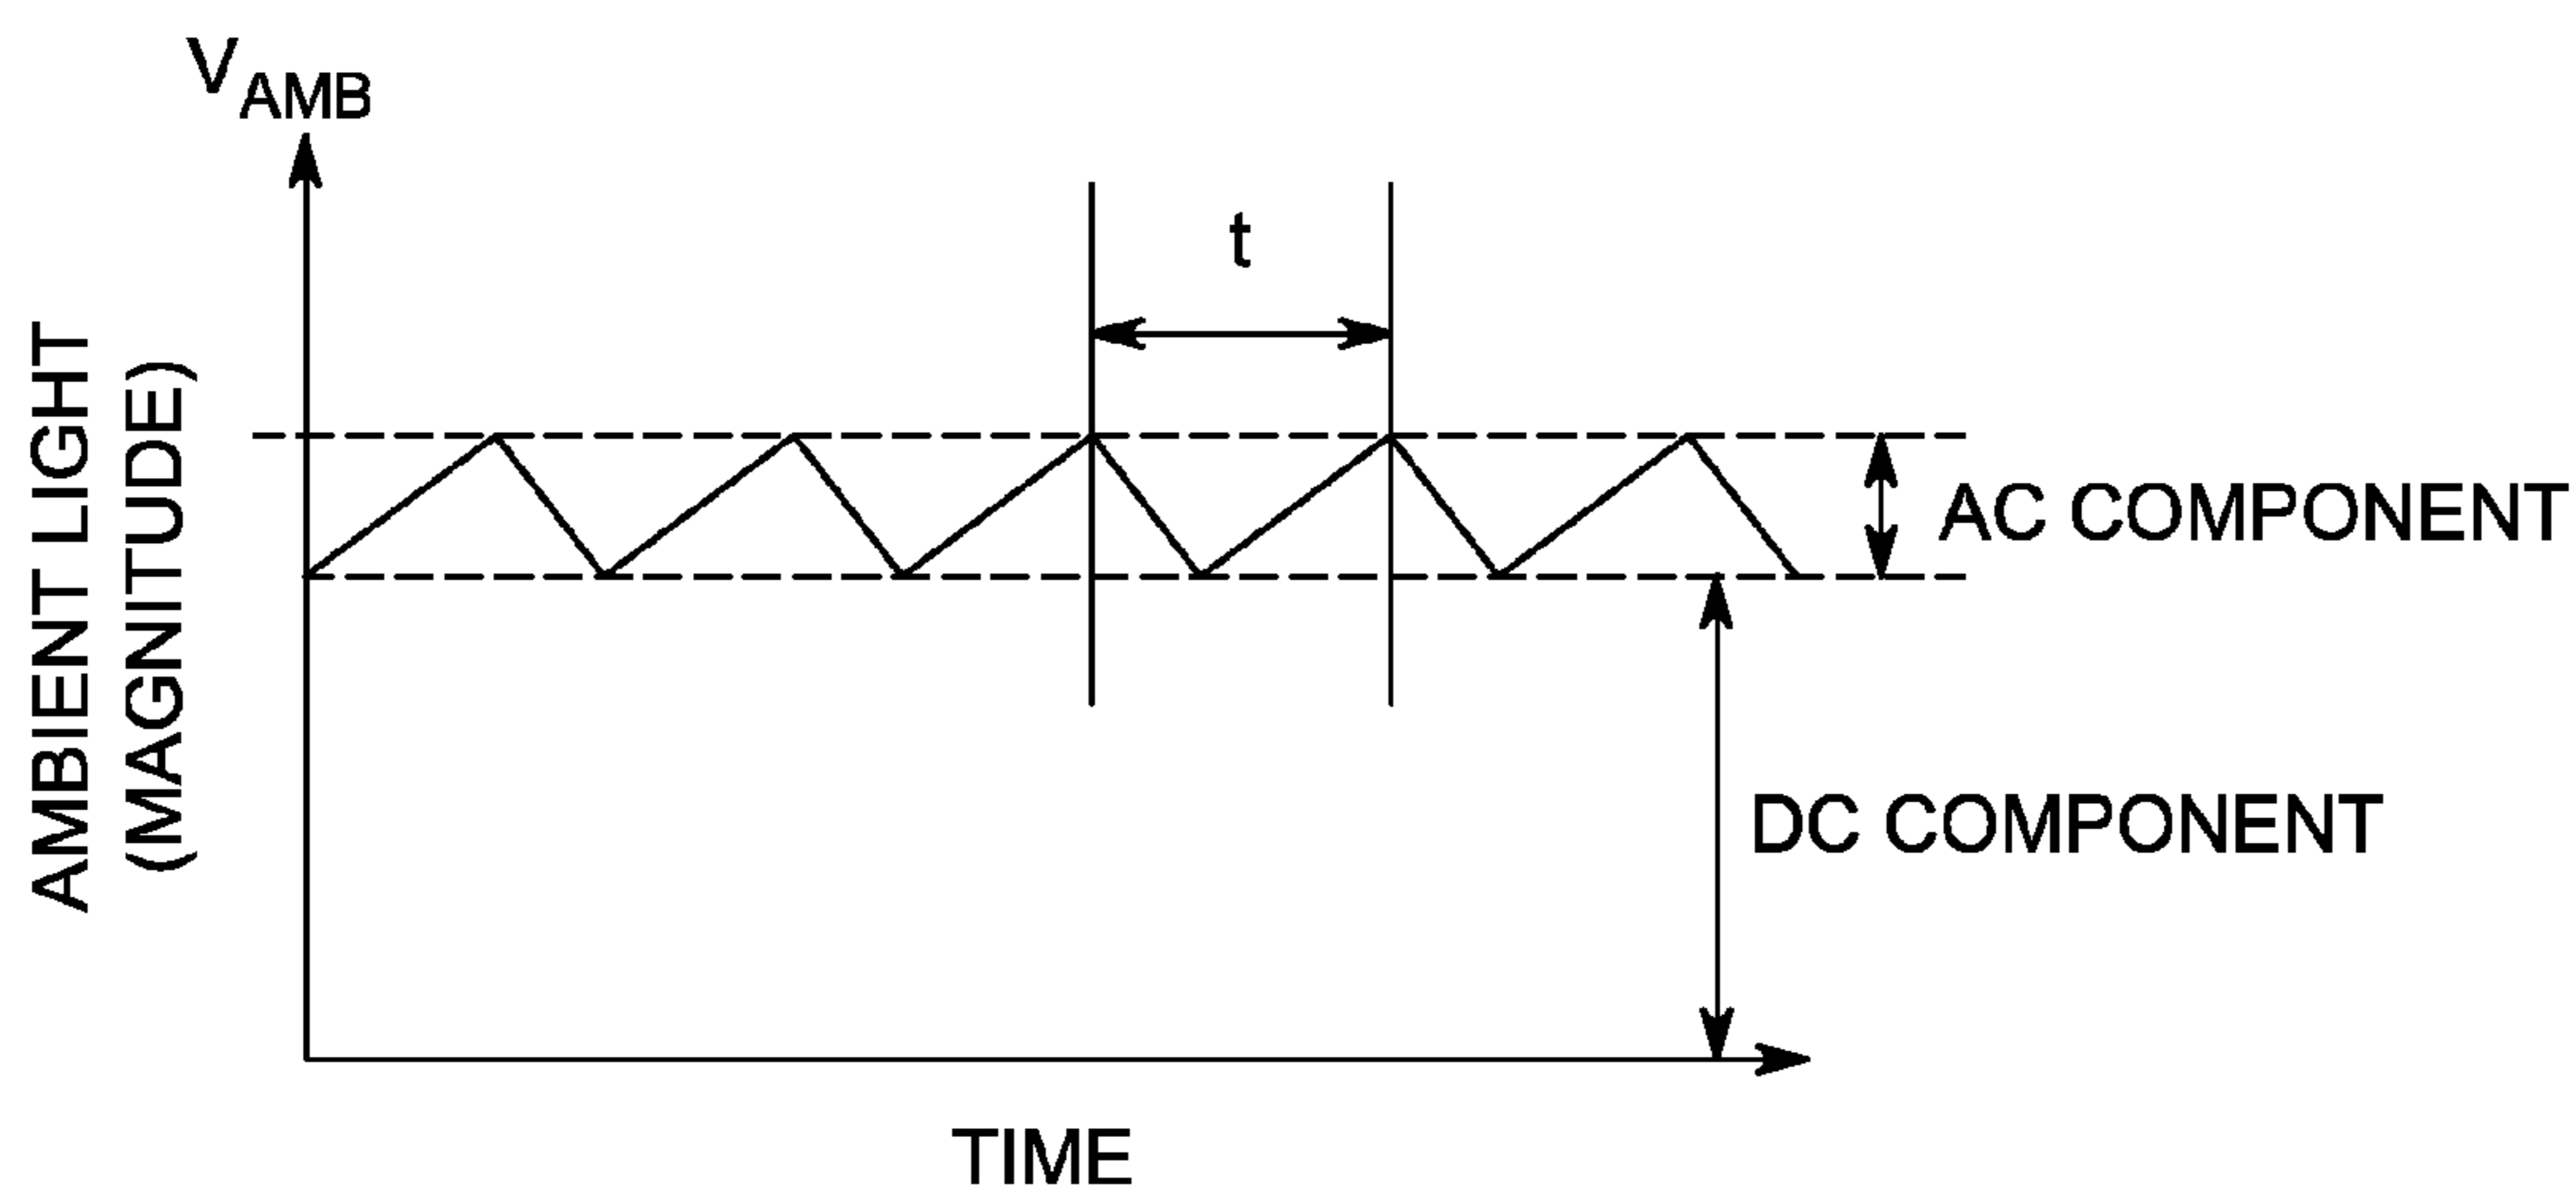 VAMB
t
AMBIENT LIGHT
(MAGNITUDE)
AC COMPONENT
DC COMPONENT
TIME